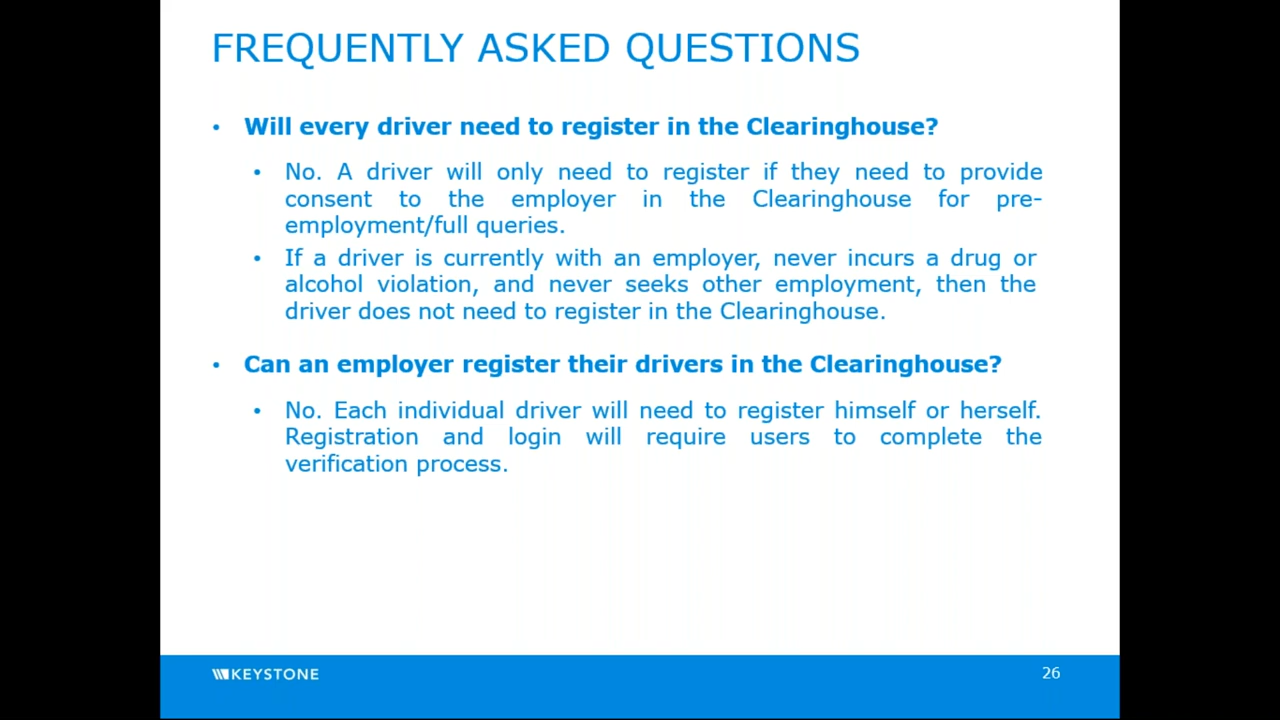 FREQUENTLY ASKED QUESTIONS
• Will every driver need to register in the Clearinghouse?
• No. A driver will only need to register if they need to provide
consent to the employer in the Clearinghouse for pre-
employment/full queries.
• If a driver is currently with an employer, never incurs a drug or
alcohol violation, and never seeks other employment, then the
driver does not need to register in the Clearinghouse.
• Can an employer register their drivers in the Clearinghouse?
• No. Each individual driver will need to register himself or herself.
Registration and login will require users to complete the
verification process.
KEYSTONE
26